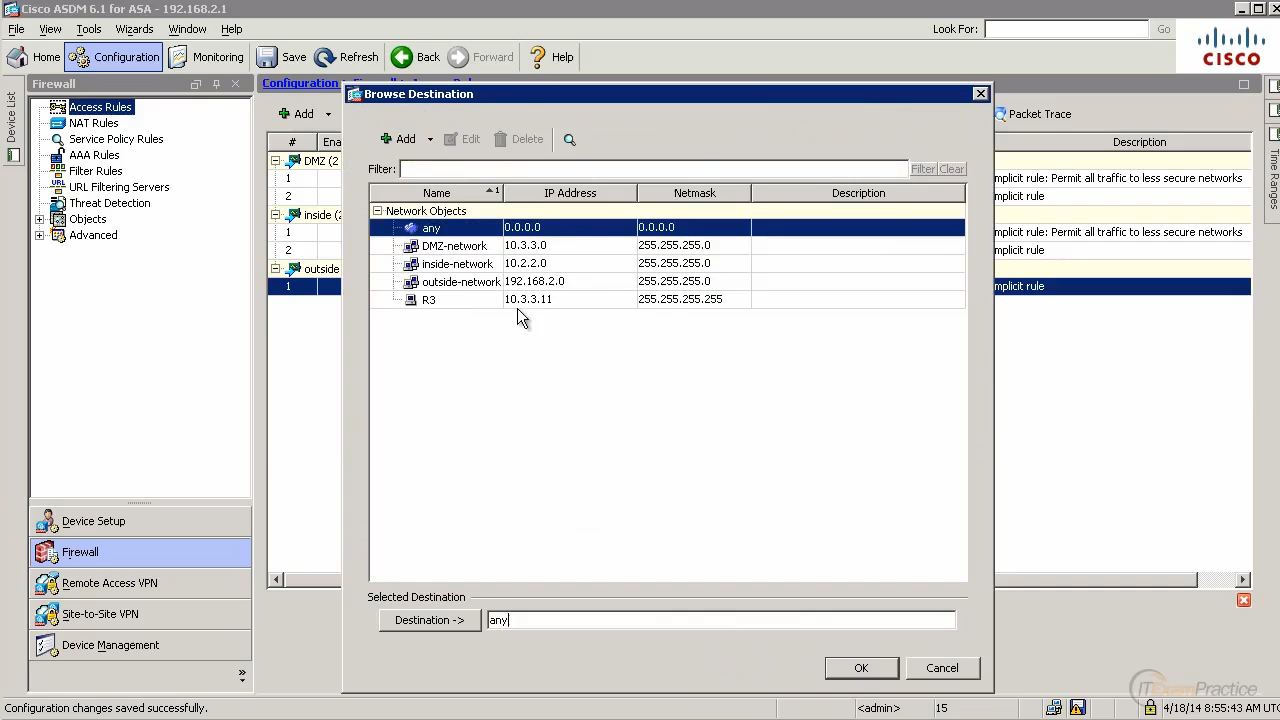 Cisco ASDM 6.1 for ASA - 192.168.2.1
File View Tools Wizards Window Help
Look For: Go
Home Configuration Monitoring Save Refresh Back Forward Help
CISCO
Device List
Firewall
Access Rules
NAT Rules
Service Policy Rules
AAA Rules
Filter Rules
URL Filtering Servers
Threat Detection
Objects
Advanced
Device Setup
Firewall
Remote Access VPN
Site-to-Site VPN
Device Management
Add
# Ena
DMZ (2
1
2
inside (2
1
2
outside
1
Browse Destination
Add Edit Delete
Filter: Filter Clear
Name 1 IP Address Netmask Description
Network Objects
any 0.0.0.0 0.0.0.0
DMZ-network 10.3.3.0 255.255.255.0
inside-network 10.2.2.0 255.255.255.0
outside-network 192.168.2.0 255.255.255.0
R3 10.3.3.11 255.255.255.255
Selected Destination
Destination -> any
OK Cancel
Packet Trace
Description
mplicit rule: Permit all traffic to less secure networks
mplicit rule
mplicit rule: Permit all traffic to less secure networks
mplicit rule
mplicit rule
Time Ranges
ITExamPractice
Configuration changes saved successfully. <admin> 15 4/18/14 8:55:43 AM UTC